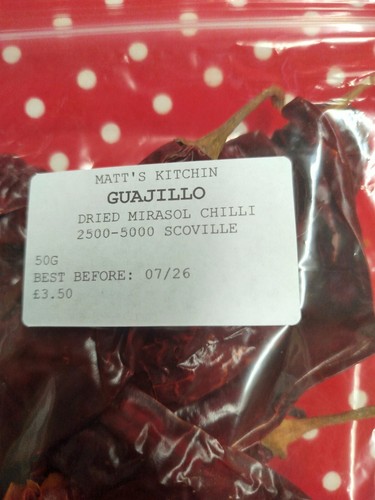 MATT'S KITCHIN
GUAJILLO
DRIED MIRASOL CHILLI
2500-5000 SCOVILLE
50G
BEST BEFORE: 07/26
£3.50